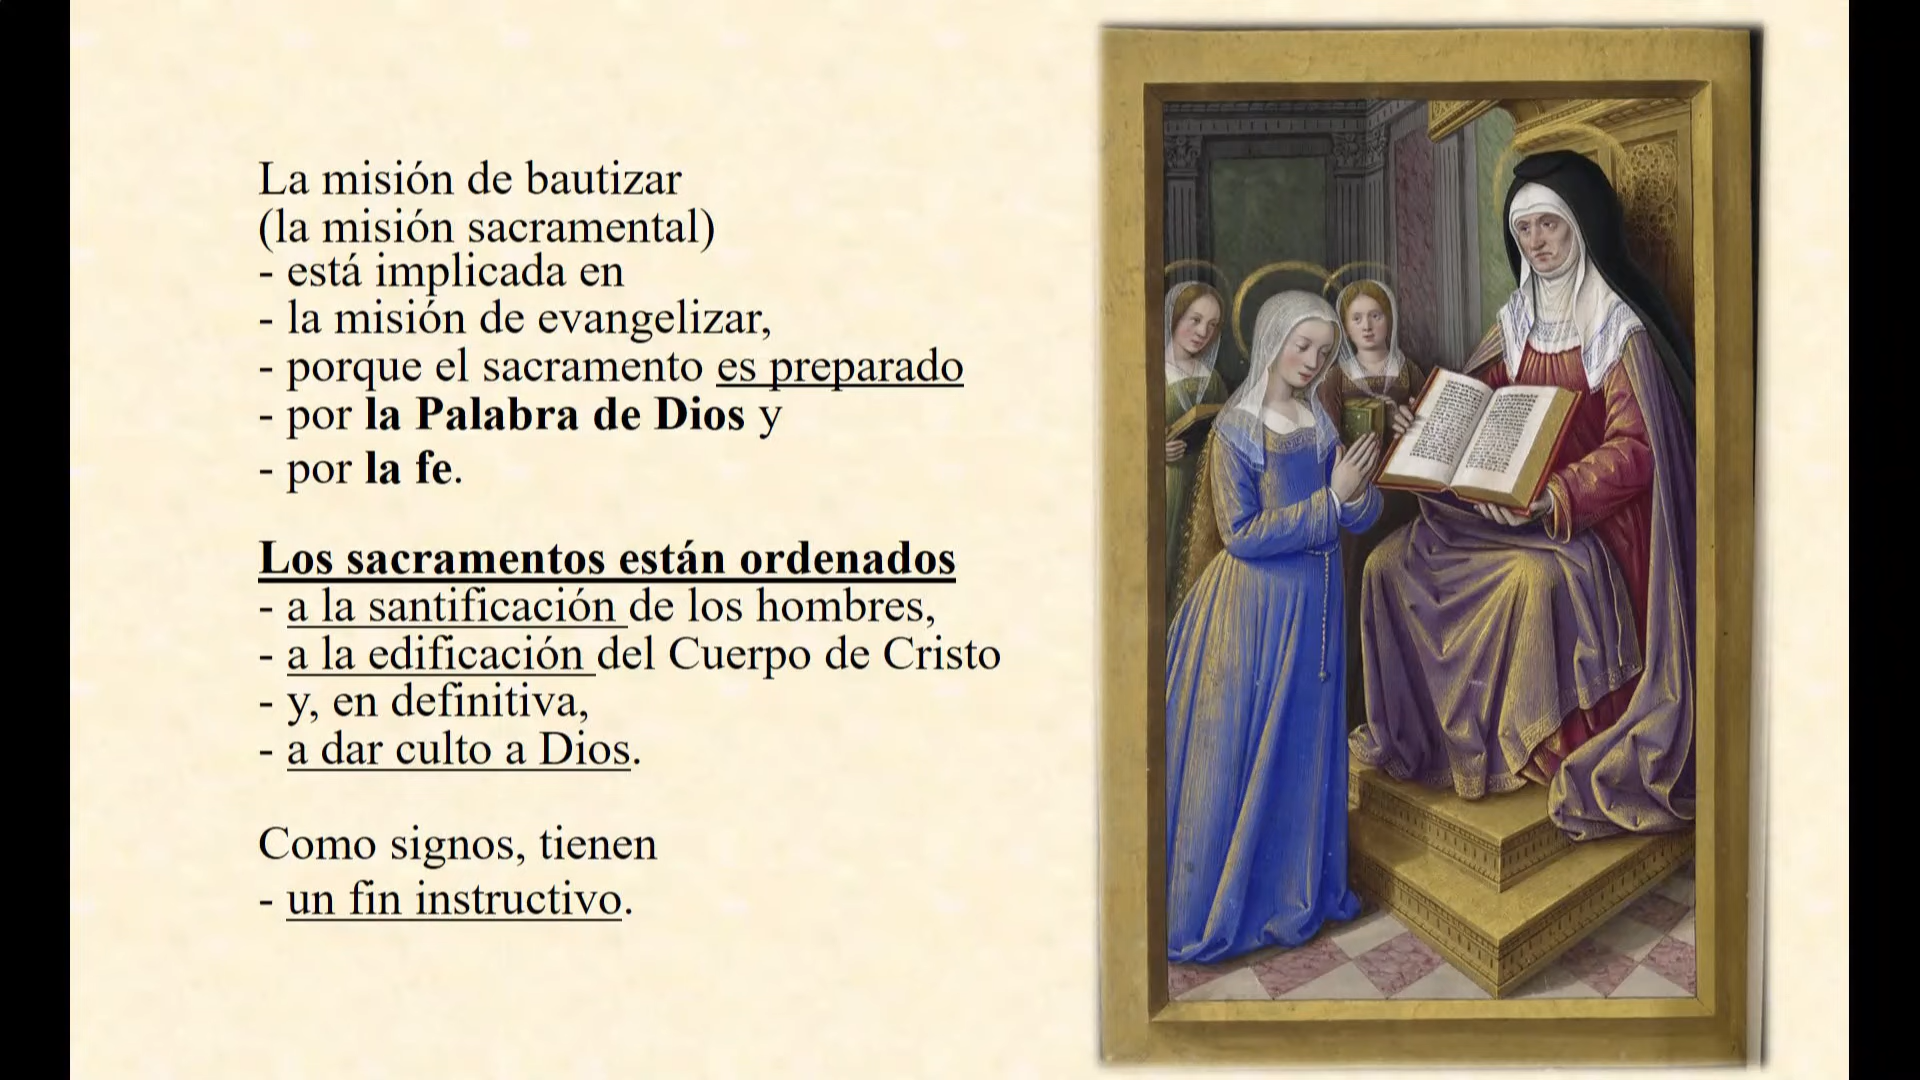 La misión de bautizar
(la misión sacramental)
- está implicada en
- la misión de evangelizar,
- porque el sacramento es preparado
- por la Palabra de Dios y
- por la fe.
Los sacramentos están ordenados
- a la santificación de los hombres,
- a la edificación del Cuerpo de Cristo
- y, en definitiva,
- a dar culto a Dios.
Como signos, tienen
- un fin instructivo.